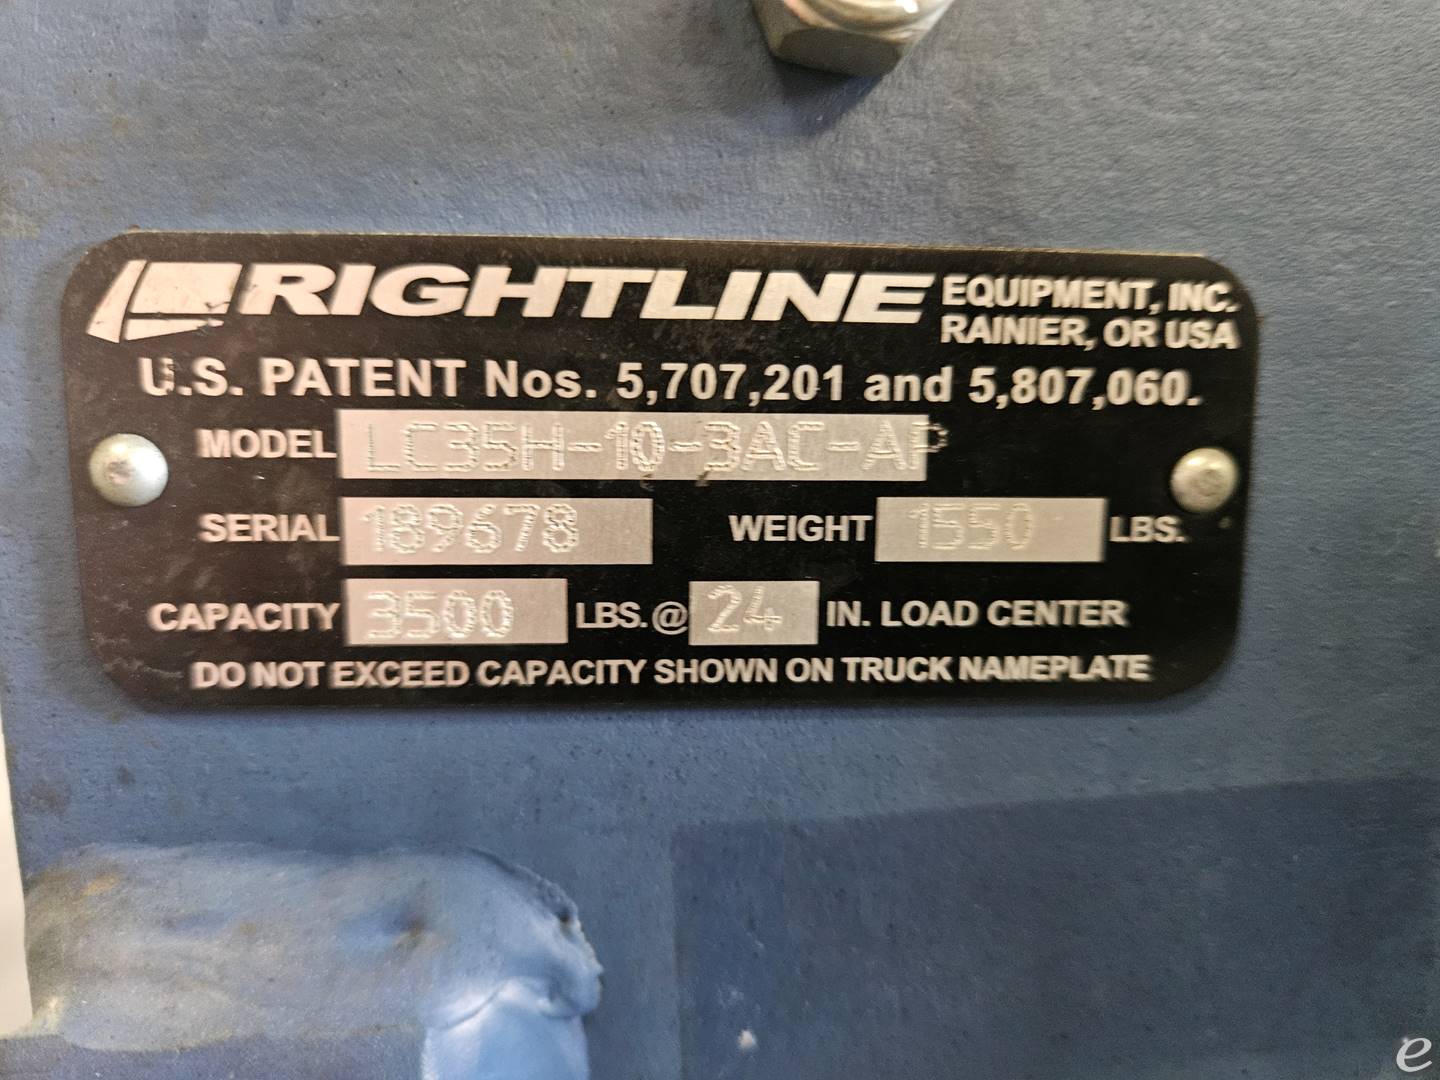 RIGHTLINE EQUIPMENT, INC.
RAINIER, OR USA
U.S. PATENT Nos. 5,707,201 and 5,807,060.
MODEL LC35H-10-3AC-AP
SERIAL 189678 WEIGHT 1550 LBS.
CAPACITY 3500 LBS.@ 24 IN. LOAD CENTER
DO NOT EXCEED CAPACITY SHOWN ON TRUCK NAMEPLATE
e